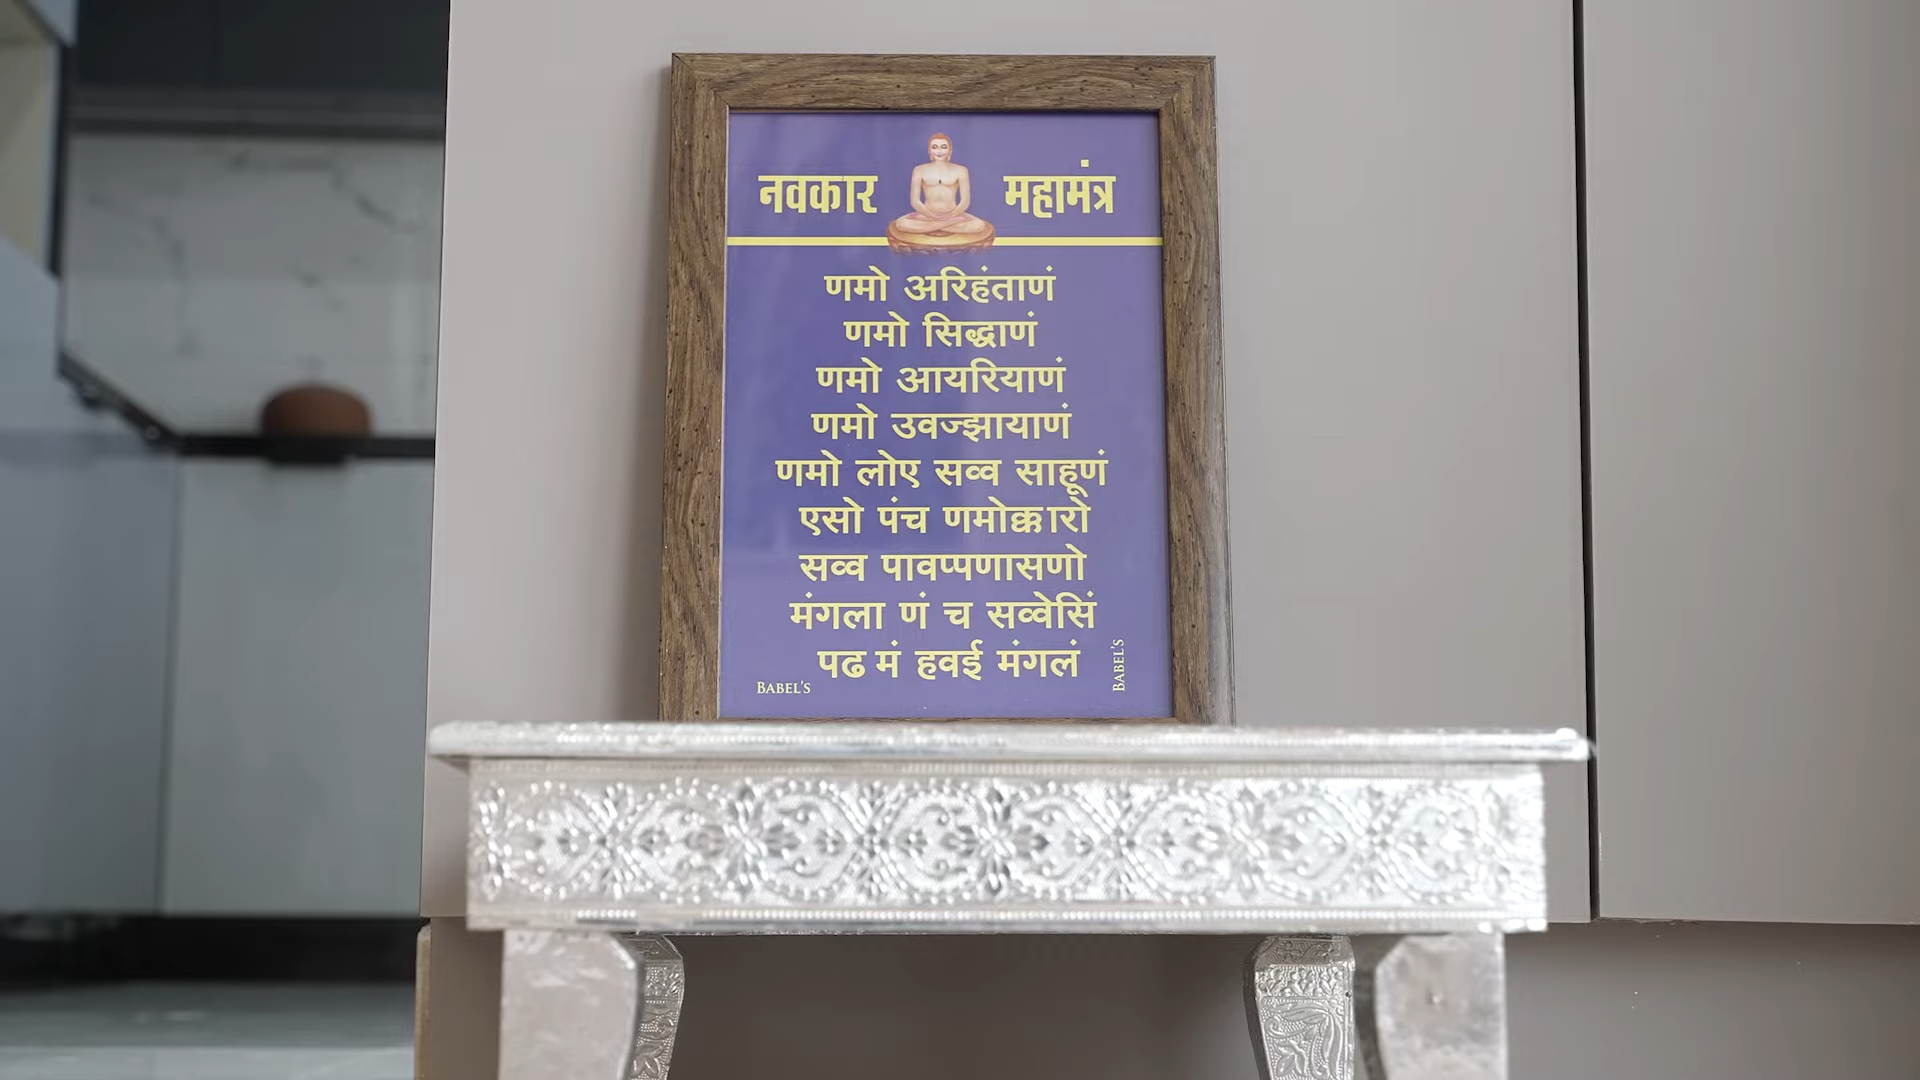 नवकार महामंत्र
णमो अरिहंताणं
णमो सिद्धाणं
णमो आयरियाणं
णमो उवज्झायाणं
णमो लोए सव्व साहूणं
एसो पंच णमोक्कारो
सव्व पावप्पणासणो
मंगला णं च सव्वेसिं
पढ मं हवई मंगलं
BABEL'S
BABEL'S